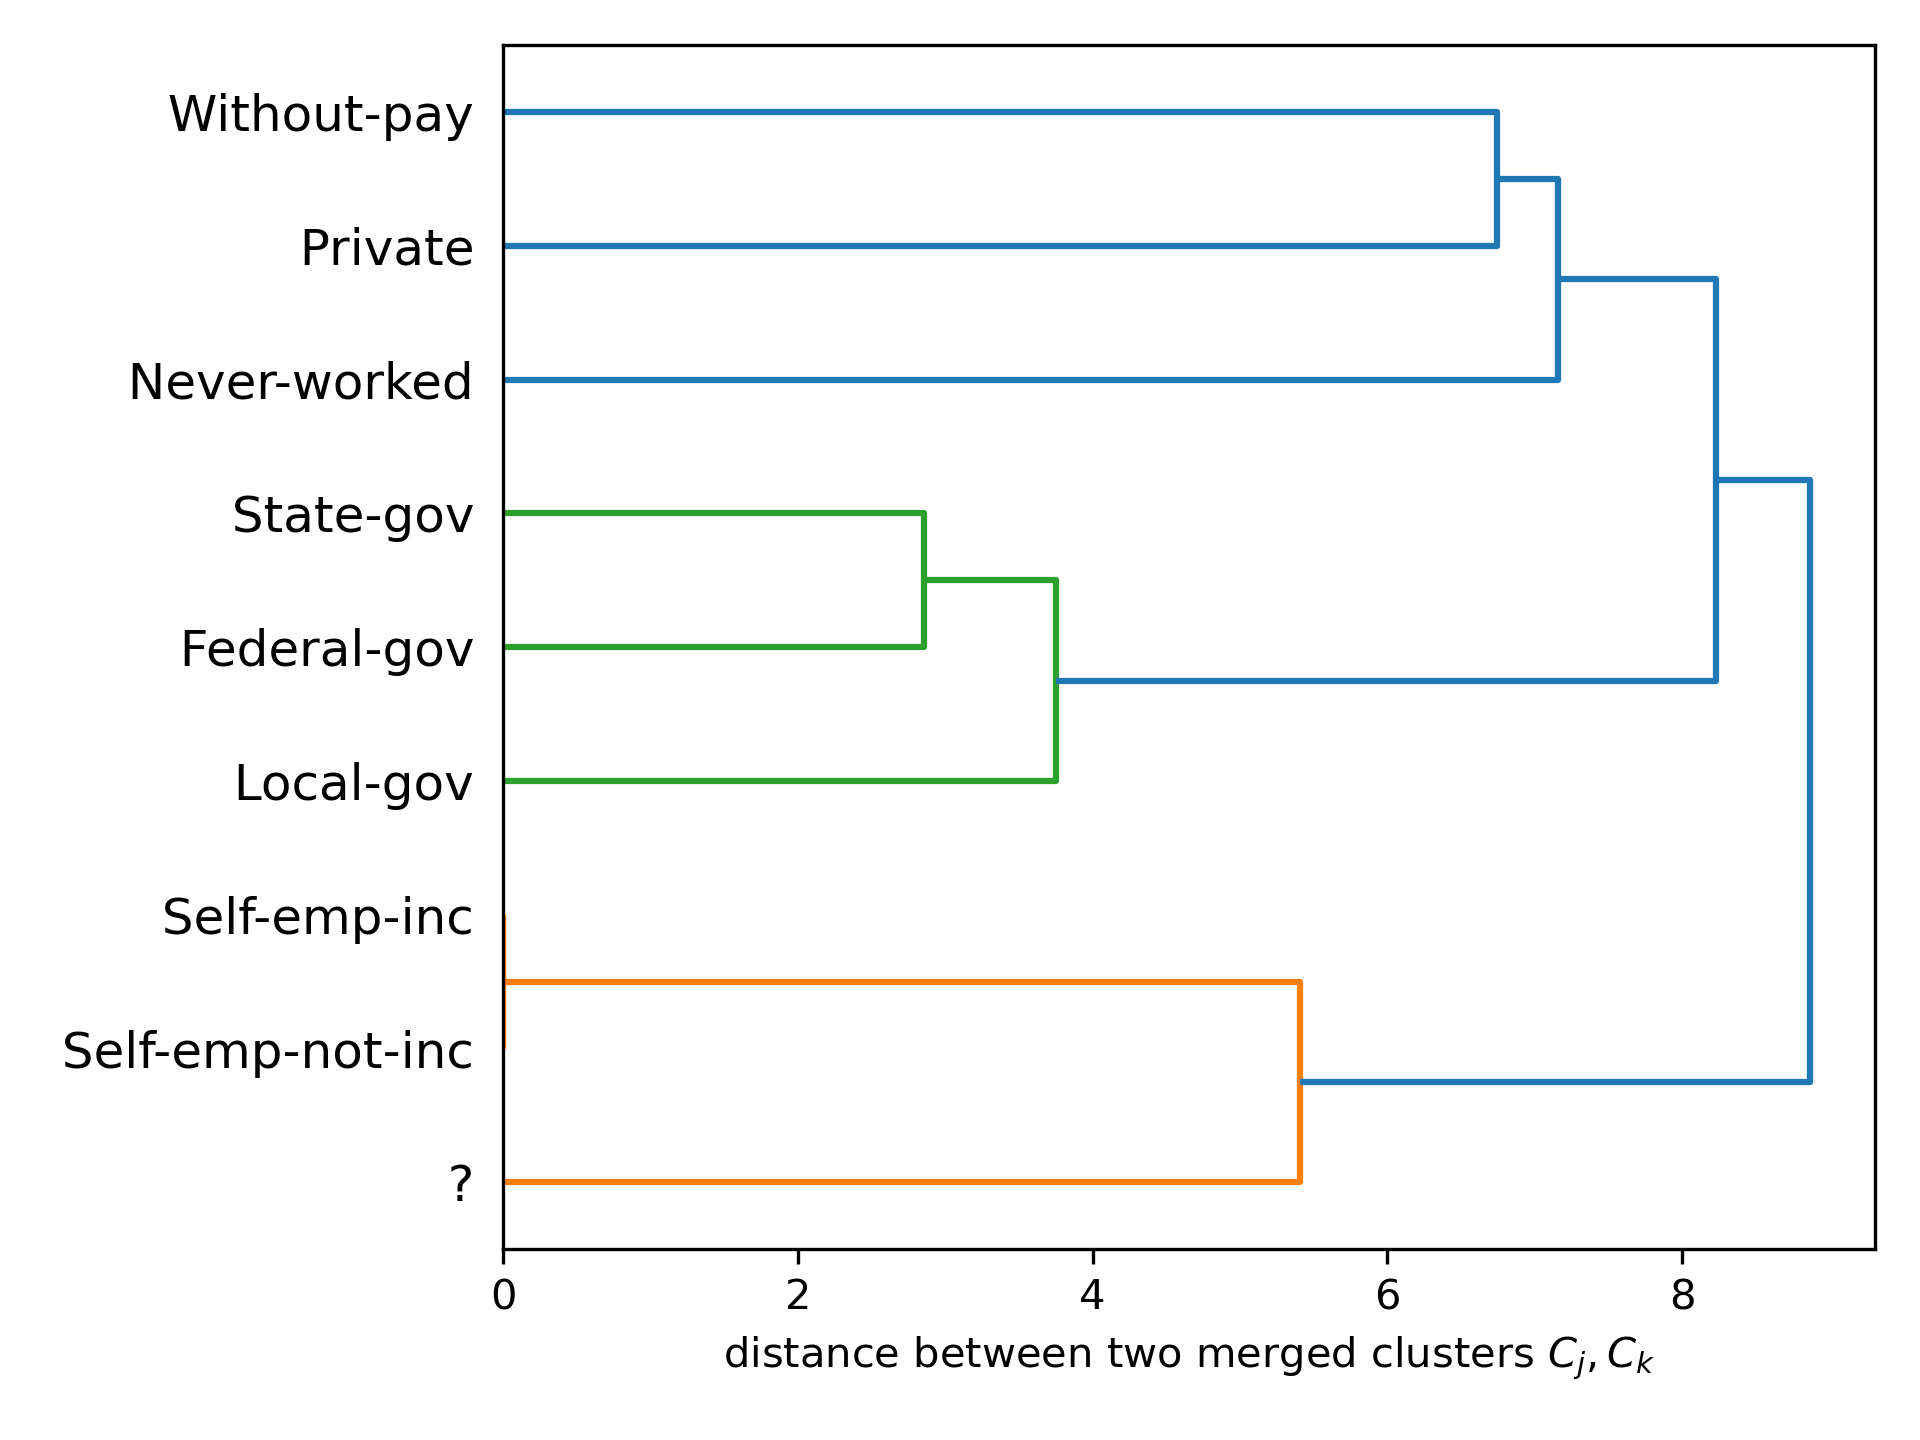 Without-pay
Private
Never-worked
State-gov
Federal-gov
Local-gov
Self-emp-inc
Self-emp-not-inc
?
0 2 4 6 8
distance between two merged clusters C_j, C_k